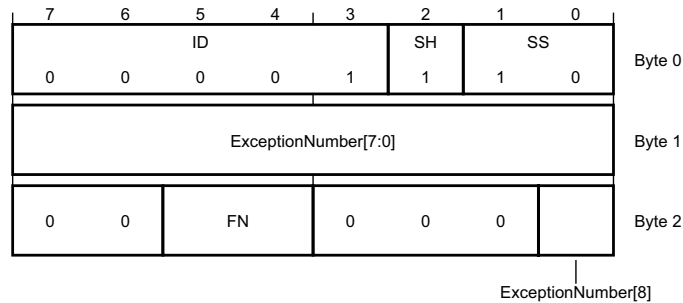 7 6 5 4 3 2 1 0
ID SH SS
0 0 0 0 1 1 1 0 Byte 0
ExceptionNumber[7:0] Byte 1
0 0 FN 0 0 0 Byte 2
ExceptionNumber[8]